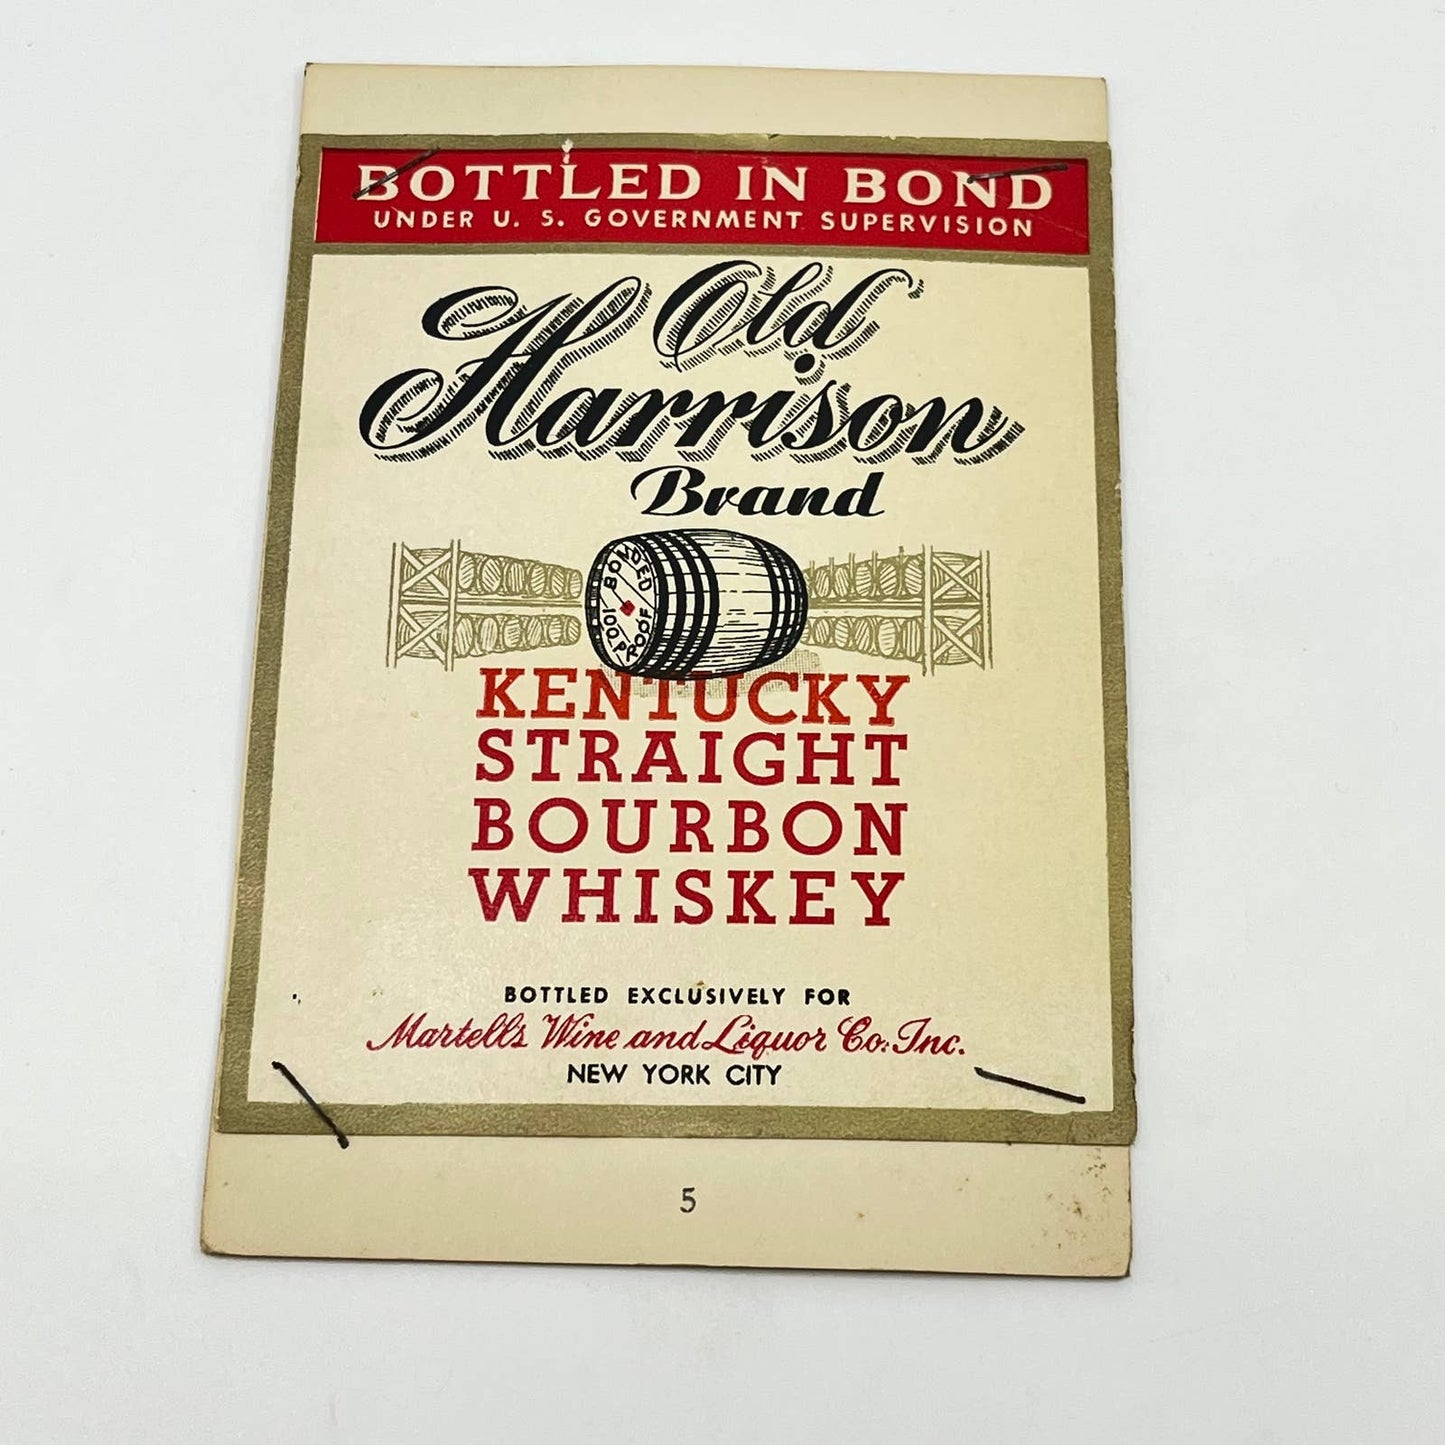 BOTTLED IN BOND
UNDER U. S. GOVERNMENT SUPERVISION
Old
Harrison
Brand
BONDED
100 PROOF
KENTUCKY
STRAIGHT
BOURBON
WHISKEY
BOTTLED EXCLUSIVELY FOR
Martell's Wine and Liquor Co. Inc.
NEW YORK CITY
5